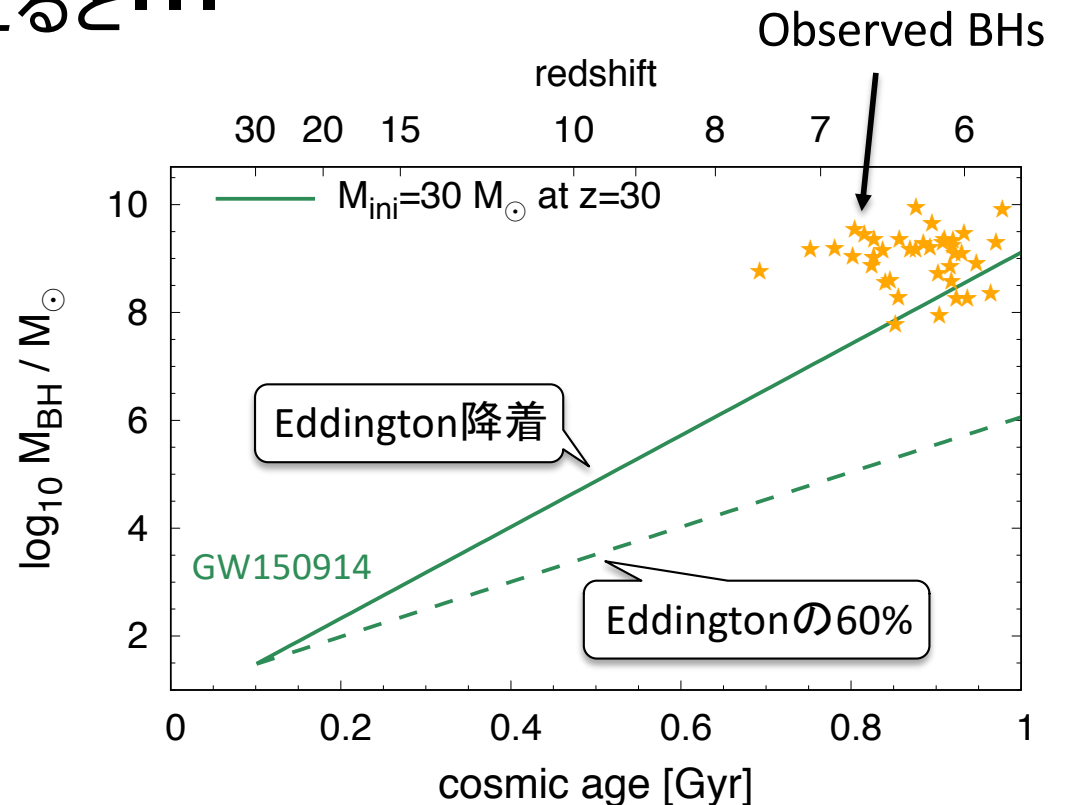 ると...
Observed BHs
redshift
30 20 15 10 8 7 6
M_ini=30 M_☉ at z=30
10
8
6
4
2
log_10 M_BH / M_☉
Eddington降着
GW150914
Eddingtonの60%
0 0.2 0.4 0.6 0.8 1
cosmic age [Gyr]